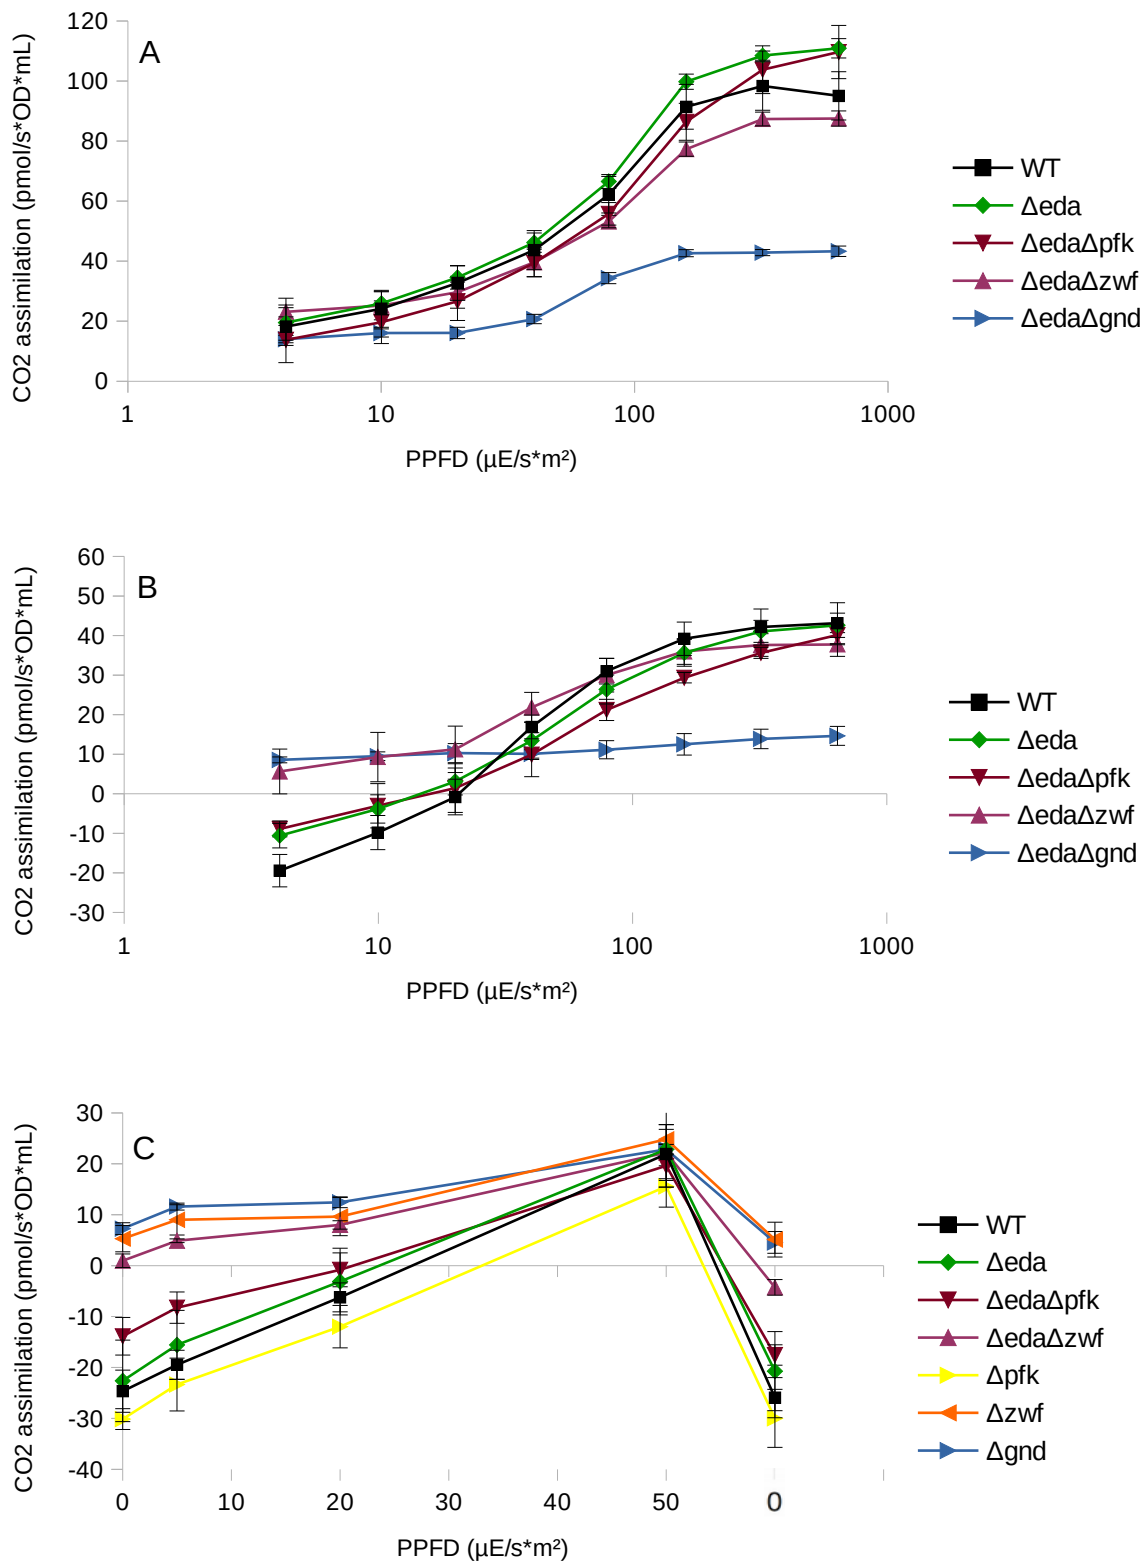 A
CO2 assimilation (pmol/s*OD*mL)
120
100
80
60
40
20
0
1
10
100
1000
PPFD (µE/s*m²)
WT
Δeda
ΔedaΔpfk
ΔedaΔzwf
ΔedaΔgnd
B
CO2 assimilation (pmol/s*OD*mL)
60
50
40
30
20
10
0
-10
-20
-30
1
10
100
1000
PPFD (µE/s*m²)
WT
Δeda
ΔedaΔpfk
ΔedaΔzwf
ΔedaΔgnd
C
CO2 assimilation (pmol/s*OD*mL)
30
20
10
0
-10
-20
-30
-40
0
10
20
30
40
50
0
PPFD (µE/s*m²)
WT
Δeda
ΔedaΔpfk
ΔedaΔzwf
Δpfk
Δzwf
Δgnd